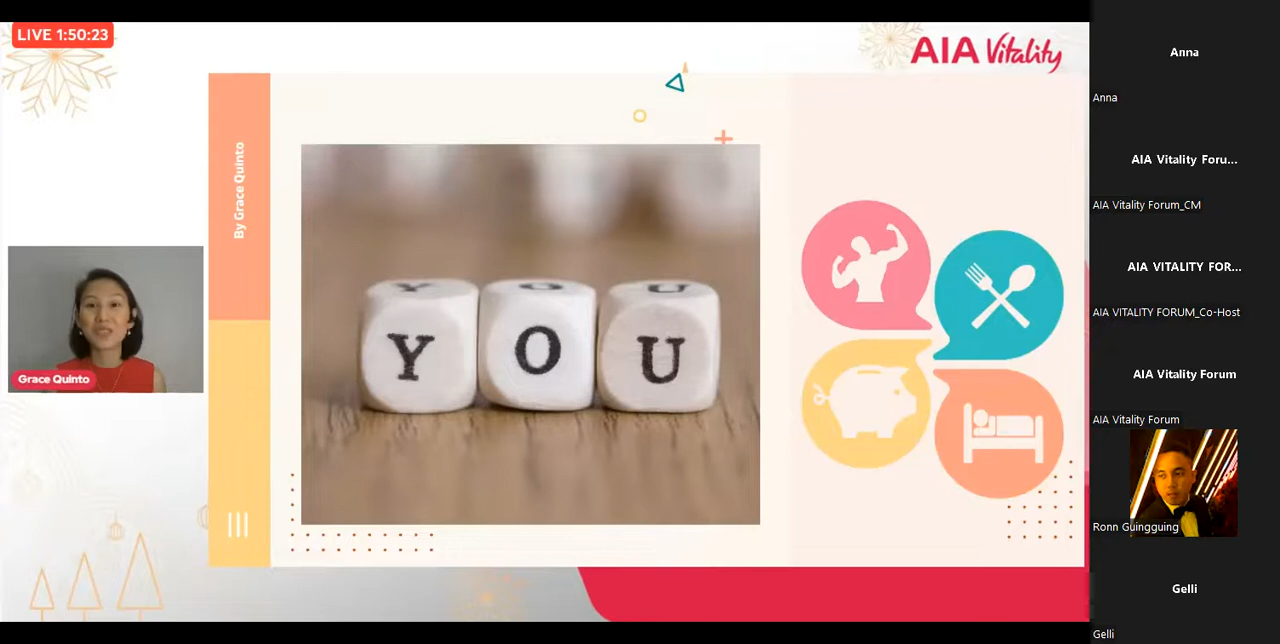 LIVE 1:50:23
AIA Vitality
By Grace Quinto
Y O U
Y O U
Grace Quinto
Anna
Anna
AIA Vitality Foru...
AIA Vitality Forum_CM
AIA VITALITY FOR...
AIA VITALITY FORUM_Co-Host
AIA Vitality Forum
AIA Vitality Forum
Ronn Guingguing
Gelli
Gelli